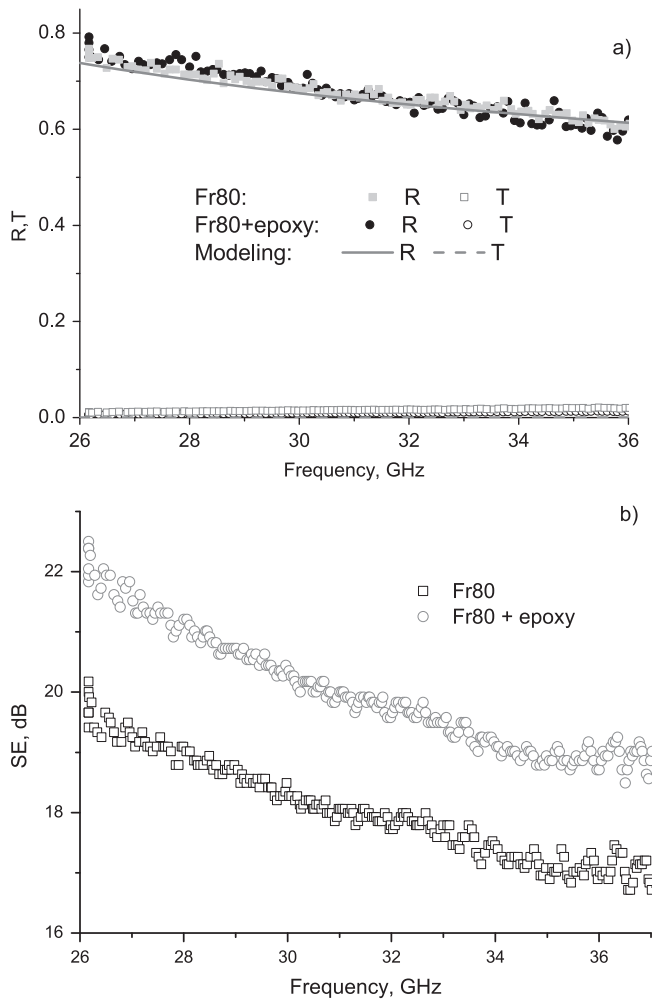 a)
0.8
0.6
0.4
0.2
0.0
R,T
Fr80: R T
Fr80+epoxy: R T
Modeling: R T
26 28 30 32 34 36
Frequency, GHz
b)
22
20
18
16
SE, dB
Fr80
Fr80 + epoxy
26 28 30 32 34 36
Frequency, GHz